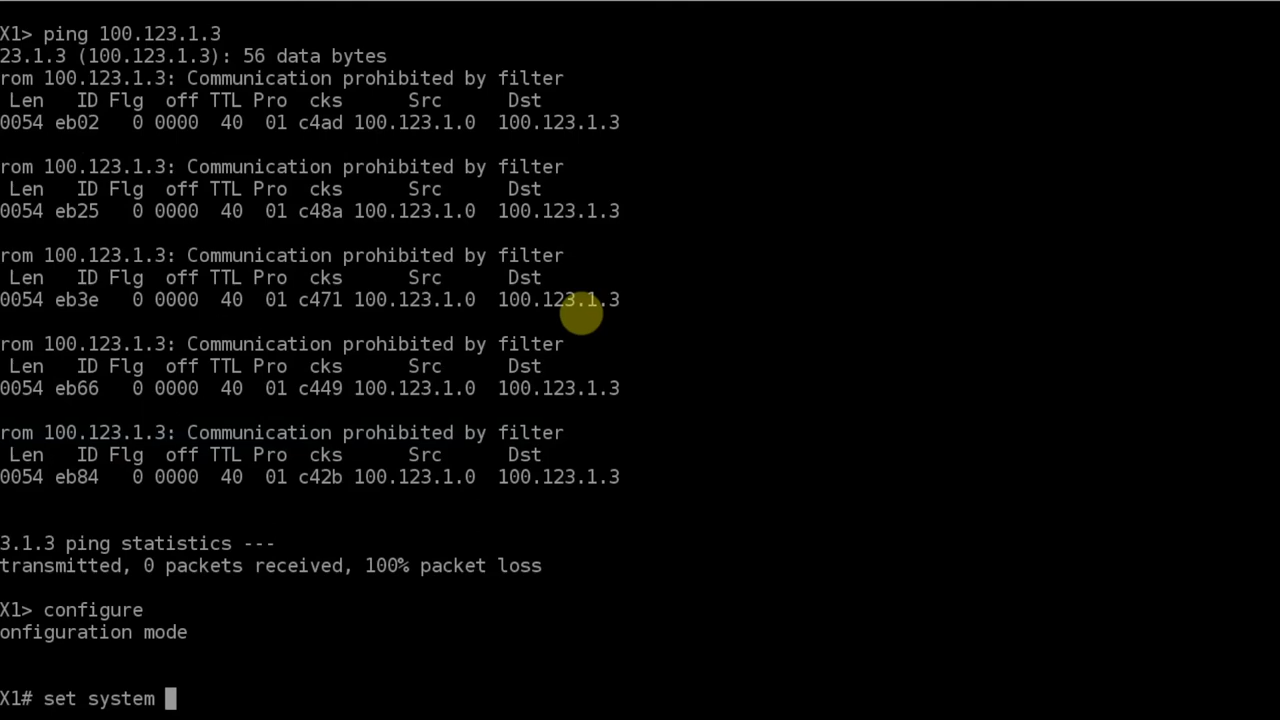 X1> ping 100.123.1.3
23.1.3 (100.123.1.3): 56 data bytes
rom 100.123.1.3: Communication prohibited by filter
Len ID Flg off TTL Pro cks Src Dst
0054 eb02 0 0000 40 01 c4ad 100.123.1.0 100.123.1.3
rom 100.123.1.3: Communication prohibited by filter
Len ID Flg off TTL Pro cks Src Dst
0054 eb25 0 0000 40 01 c48a 100.123.1.0 100.123.1.3
rom 100.123.1.3: Communication prohibited by filter
Len ID Flg off TTL Pro cks Src Dst
0054 eb3e 0 0000 40 01 c471 100.123.1.0 100.123.1.3
rom 100.123.1.3: Communication prohibited by filter
Len ID Flg off TTL Pro cks Src Dst
0054 eb66 0 0000 40 01 c449 100.123.1.0 100.123.1.3
rom 100.123.1.3: Communication prohibited by filter
Len ID Flg off TTL Pro cks Src Dst
0054 eb84 0 0000 40 01 c42b 100.123.1.0 100.123.1.3
3.1.3 ping statistics ---
transmitted, 0 packets received, 100% packet loss
X1> configure
onfiguration mode
X1# set system